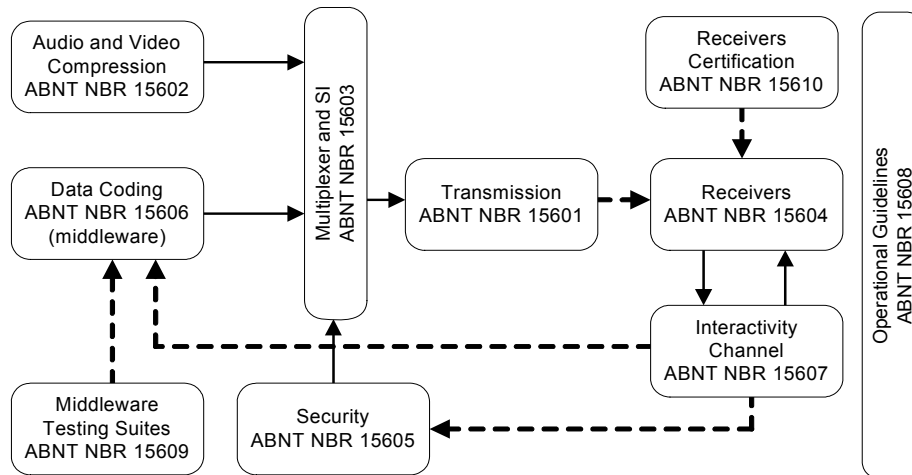 Audio and Video
Compression
ABNT NBR 15602
Multiplexer and SI
ABNT NBR 15603
Receivers
Certification
ABNT NBR 15610
Operational Guidelines
ABNT NBR 15608
Data Coding
ABNT NBR 15606
(middleware)
Transmission
ABNT NBR 15601
Receivers
ABNT NBR 15604
Interactivity
Channel
ABNT NBR 15607
Middleware
Testing Suites
ABNT NBR 15609
Security
ABNT NBR 15605